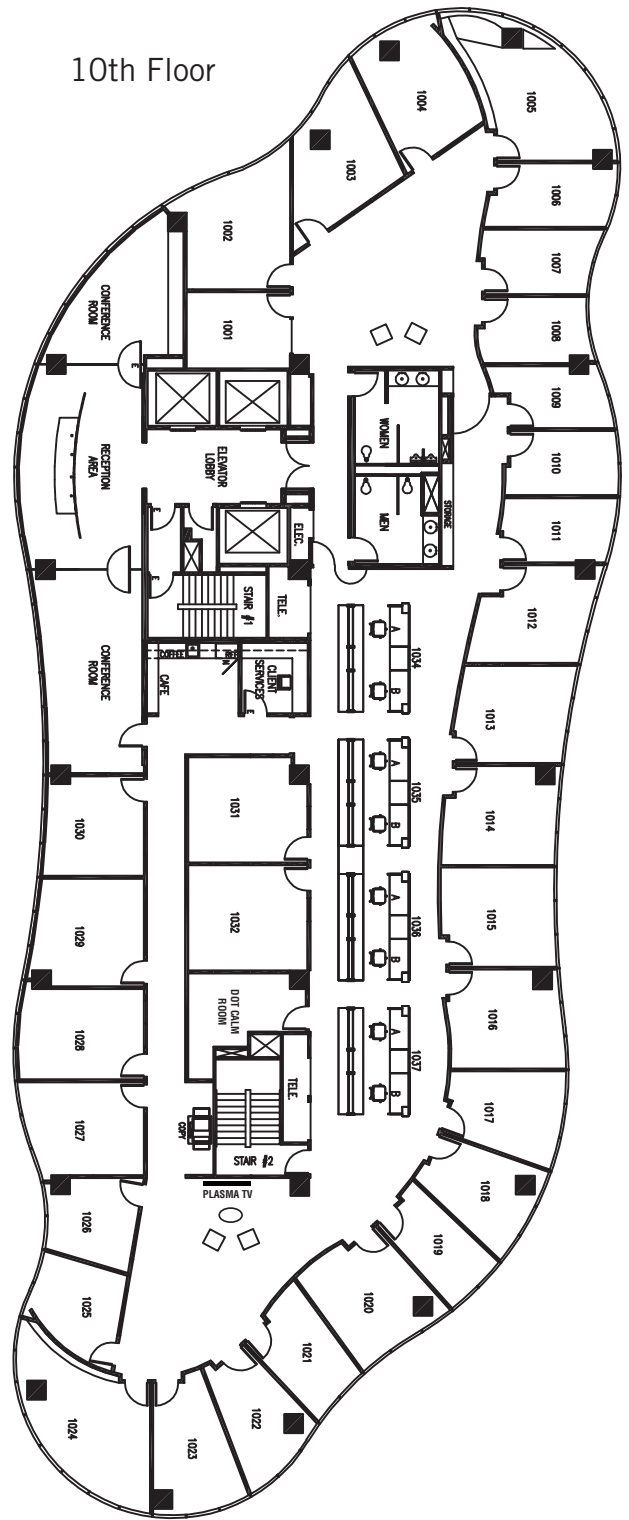 10th Floor
1004
1005
1003
1006
1002
1007
1001
1008
CONFERENCE
ROOM
E
1009
WOMEN
1010
ELEVATOR
LOBBY
RECEPTION
AREA
MEN
STORAGE
1011
E
ELEC.
1012
E
STAIR #1
TELE.
1034
A
B
CONFERENCE
ROOM
COFFEE
REF
M
CAFE
CLIENT
SERVICES
E
1013
1035
A
B
1014
1030
1031
1015
1036
A
B
1029
1032
1016
1028
DOT CALM
ROOM
1037
A
B
1027
TELE.
1017
COPY
STAIR #2
1018
PLASMA TV
1026
1019
1020
1025
1021
1022
1024
1023